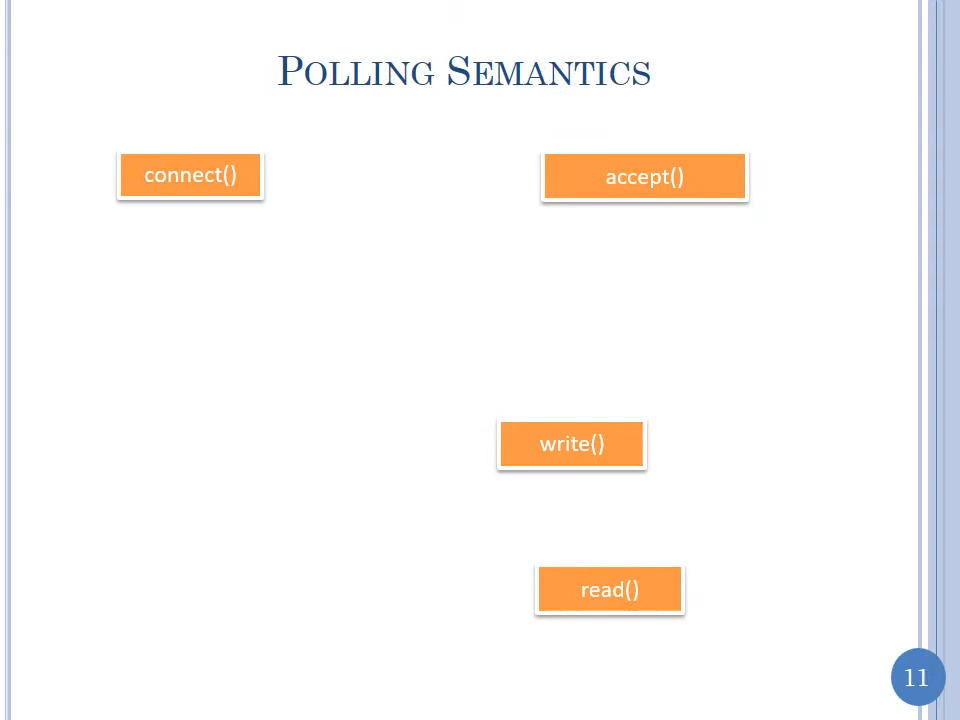 POLLING SEMANTICS
connect()
accept()
write()
read()
11